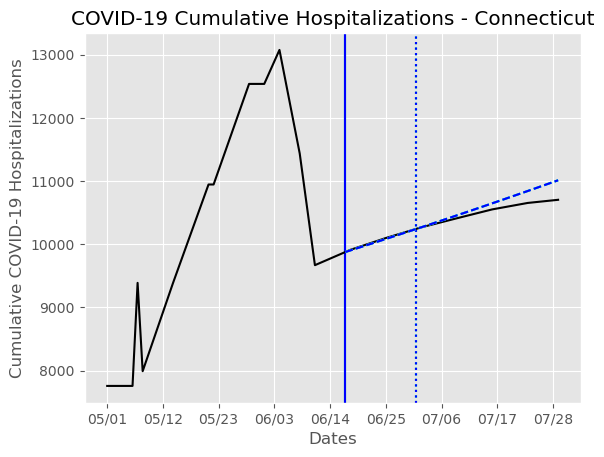 COVID-19 Cumulative Hospitalizations - Connecticut
Cumulative COVID-19 Hospitalizations
13000
12000
11000
10000
9000
8000
05/01 05/12 05/23 06/03 06/14 06/25 07/06 07/17 07/28
Dates